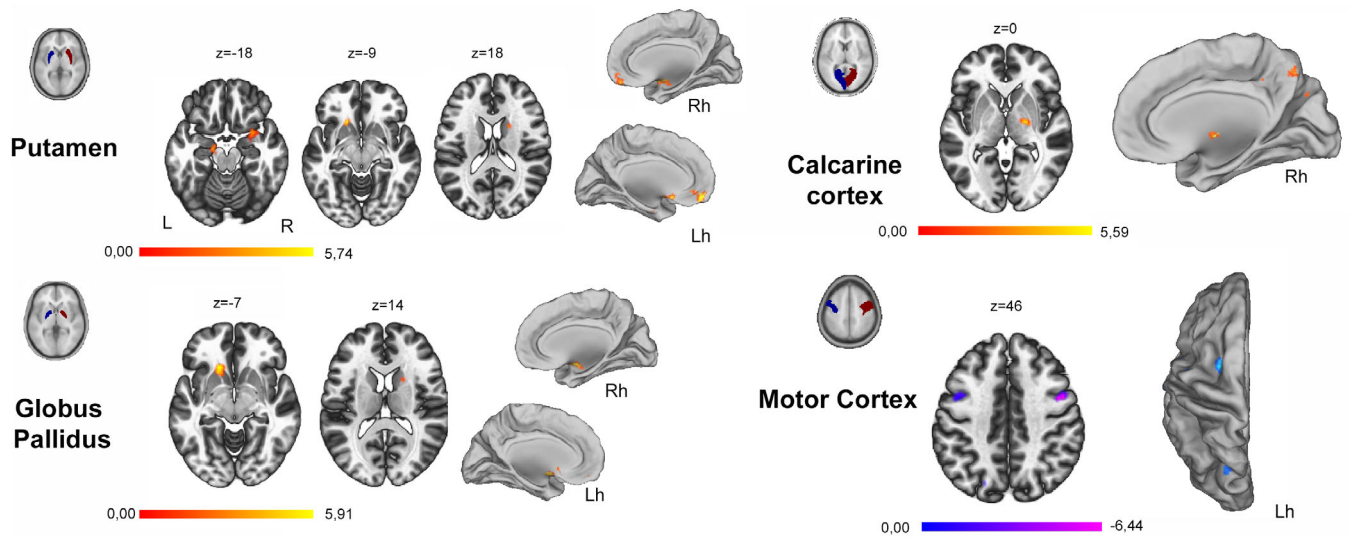 z=-18
z=-9
z=18
Rh
Putamen
L
R
Lh
0,00
5,74
z=0
Calcarine
cortex
Rh
0,00
5,59
z=-7
z=14
Rh
Globus
Pallidus
Lh
0,00
5,91
z=46
Motor Cortex
Lh
0,00
-6,44